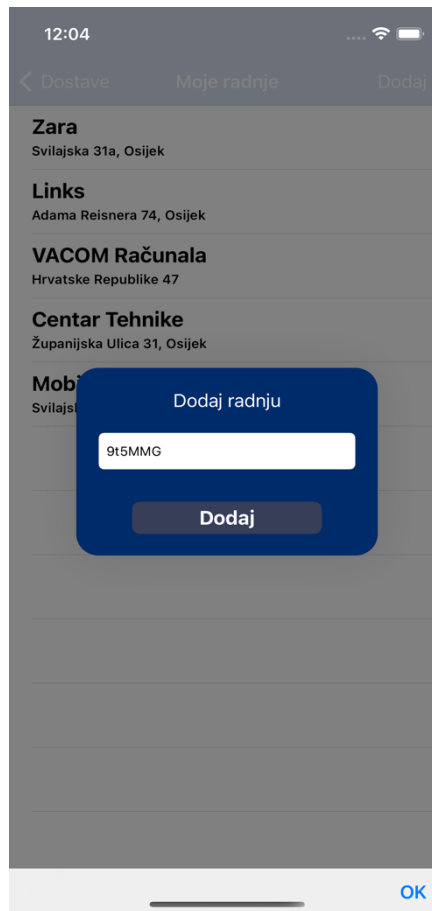 12:04
Dostave Moje radnje Dodaj
Zara
Svilajska 31a, Osijek
Links
Adama Reisnera 74, Osijek
VACOM Računala
Hrvatske Republike 47
Centar Tehnike
Županijska Ulica 31, Osijek
Dodaj radnju
9t5MMG
Dodaj
OK